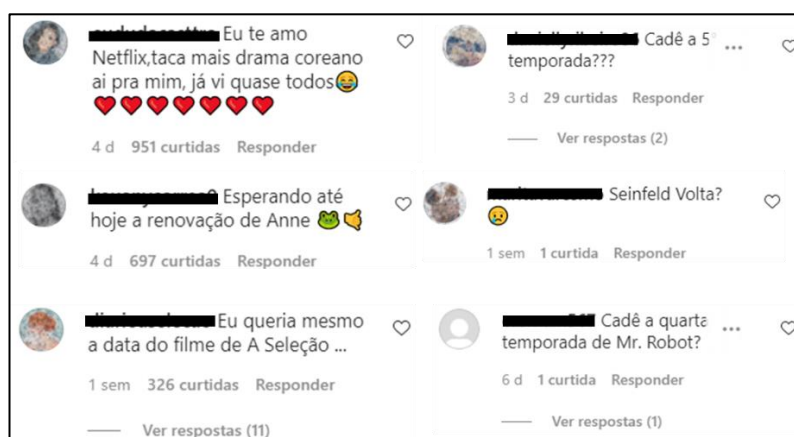 Eu te amo
Netflix,taca mais drama coreano
ai pra mim, já vi quase todos😂
❤❤❤❤❤❤❤
4 d 951 curtidas Responder
Esperando até
hoje a renovação de Anne 🐸🤙
4 d 697 curtidas Responder
Eu queria mesmo
a data do filme de A Seleção ...
1 sem 326 curtidas Responder
Ver respostas (11)
Cadê a 5ª
temporada???
3 d 29 curtidas Responder
Ver respostas (2)
Seinfeld Volta?
😢
1 sem 1 curtida Responder
Cadê a quarta
temporada de Mr. Robot?
6 d 1 curtida Responder
Ver respostas (1)